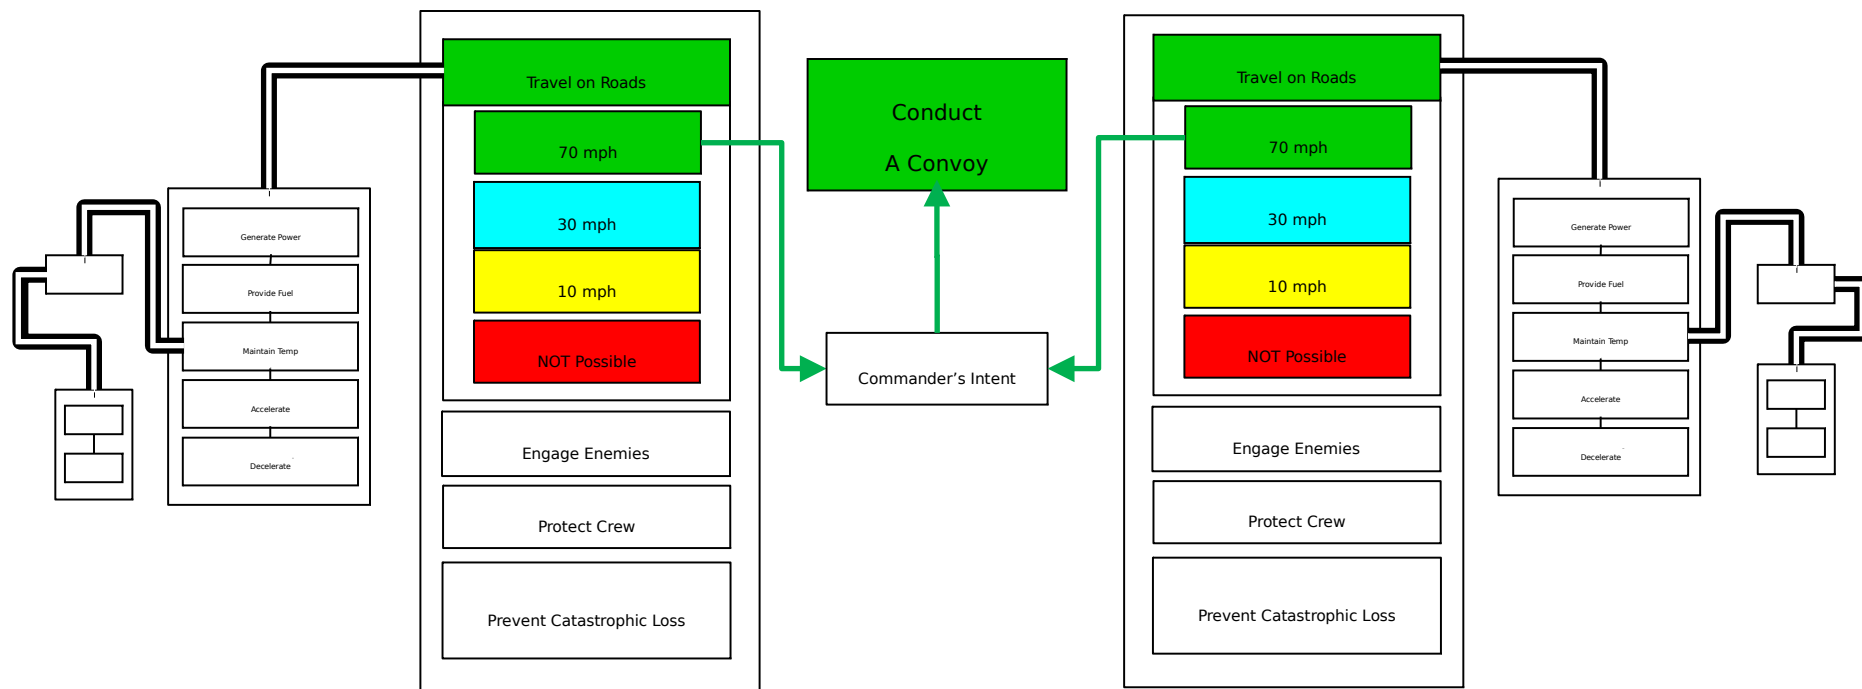 Travel on Roads
70 mph
30 mph
10 mph
NOT Possible
Engage Enemies
Protect Crew
Prevent Catastrophic Loss
Generate Power
Provide Fuel
Maintain Temp
Accelerate
Decelerate
Conduct
A Convoy
Commander’s Intent
Travel on Roads
70 mph
30 mph
10 mph
NOT Possible
Engage Enemies
Protect Crew
Prevent Catastrophic Loss
Generate Power
Provide Fuel
Maintain Temp
Accelerate
Decelerate